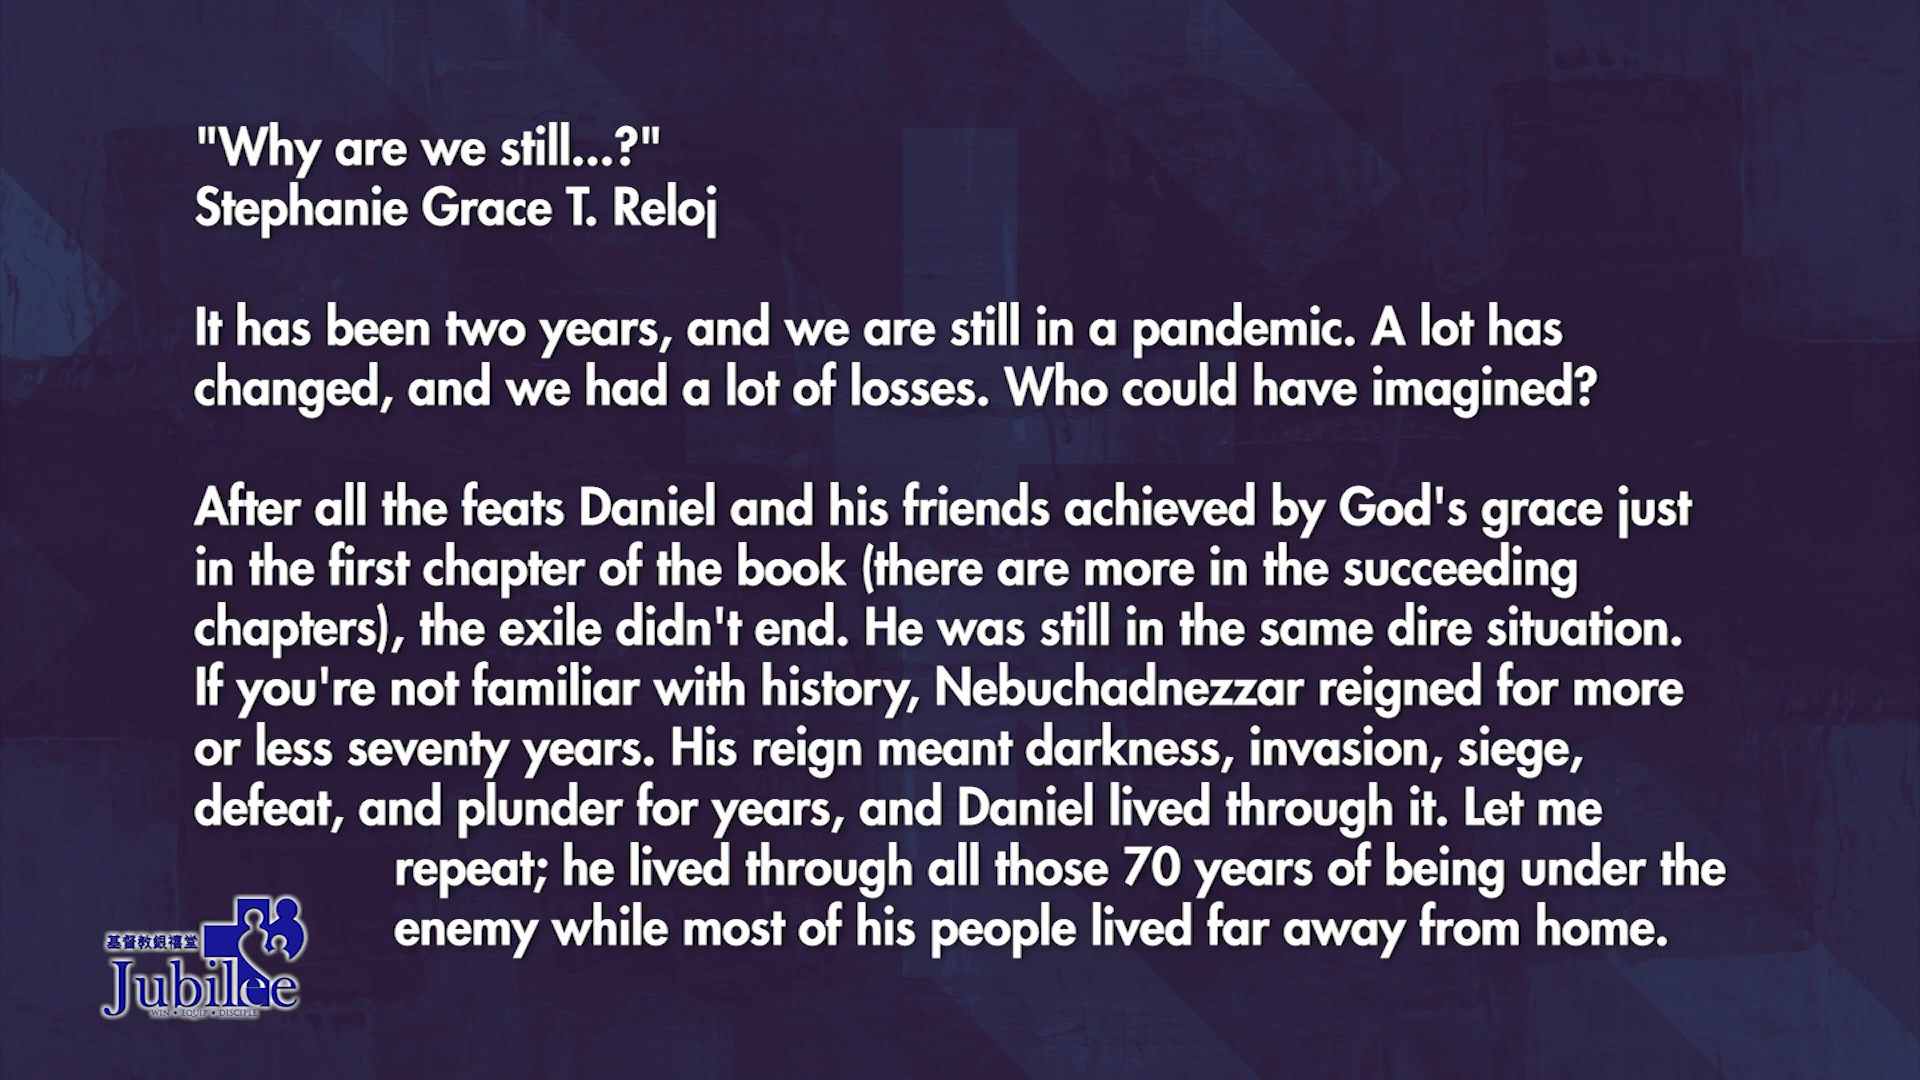 "Why are we still...?"
Stephanie Grace T. Reloj
It has been two years, and we are still in a pandemic. A lot has
changed, and we had a lot of losses. Who could have imagined?
After all the feats Daniel and his friends achieved by God's grace just
in the first chapter of the book (there are more in the succeeding
chapters), the exile didn't end. He was still in the same dire situation.
If you're not familiar with history, Nebuchadnezzar reigned for more
or less seventy years. His reign meant darkness, invasion, siege,
defeat, and plunder for years, and Daniel lived through it. Let me
repeat; he lived through all those 70 years of being under the
enemy while most of his people lived far away from home.
基督教銀禧堂
Jubilee
WIN • EQUIP • DISCIPLE